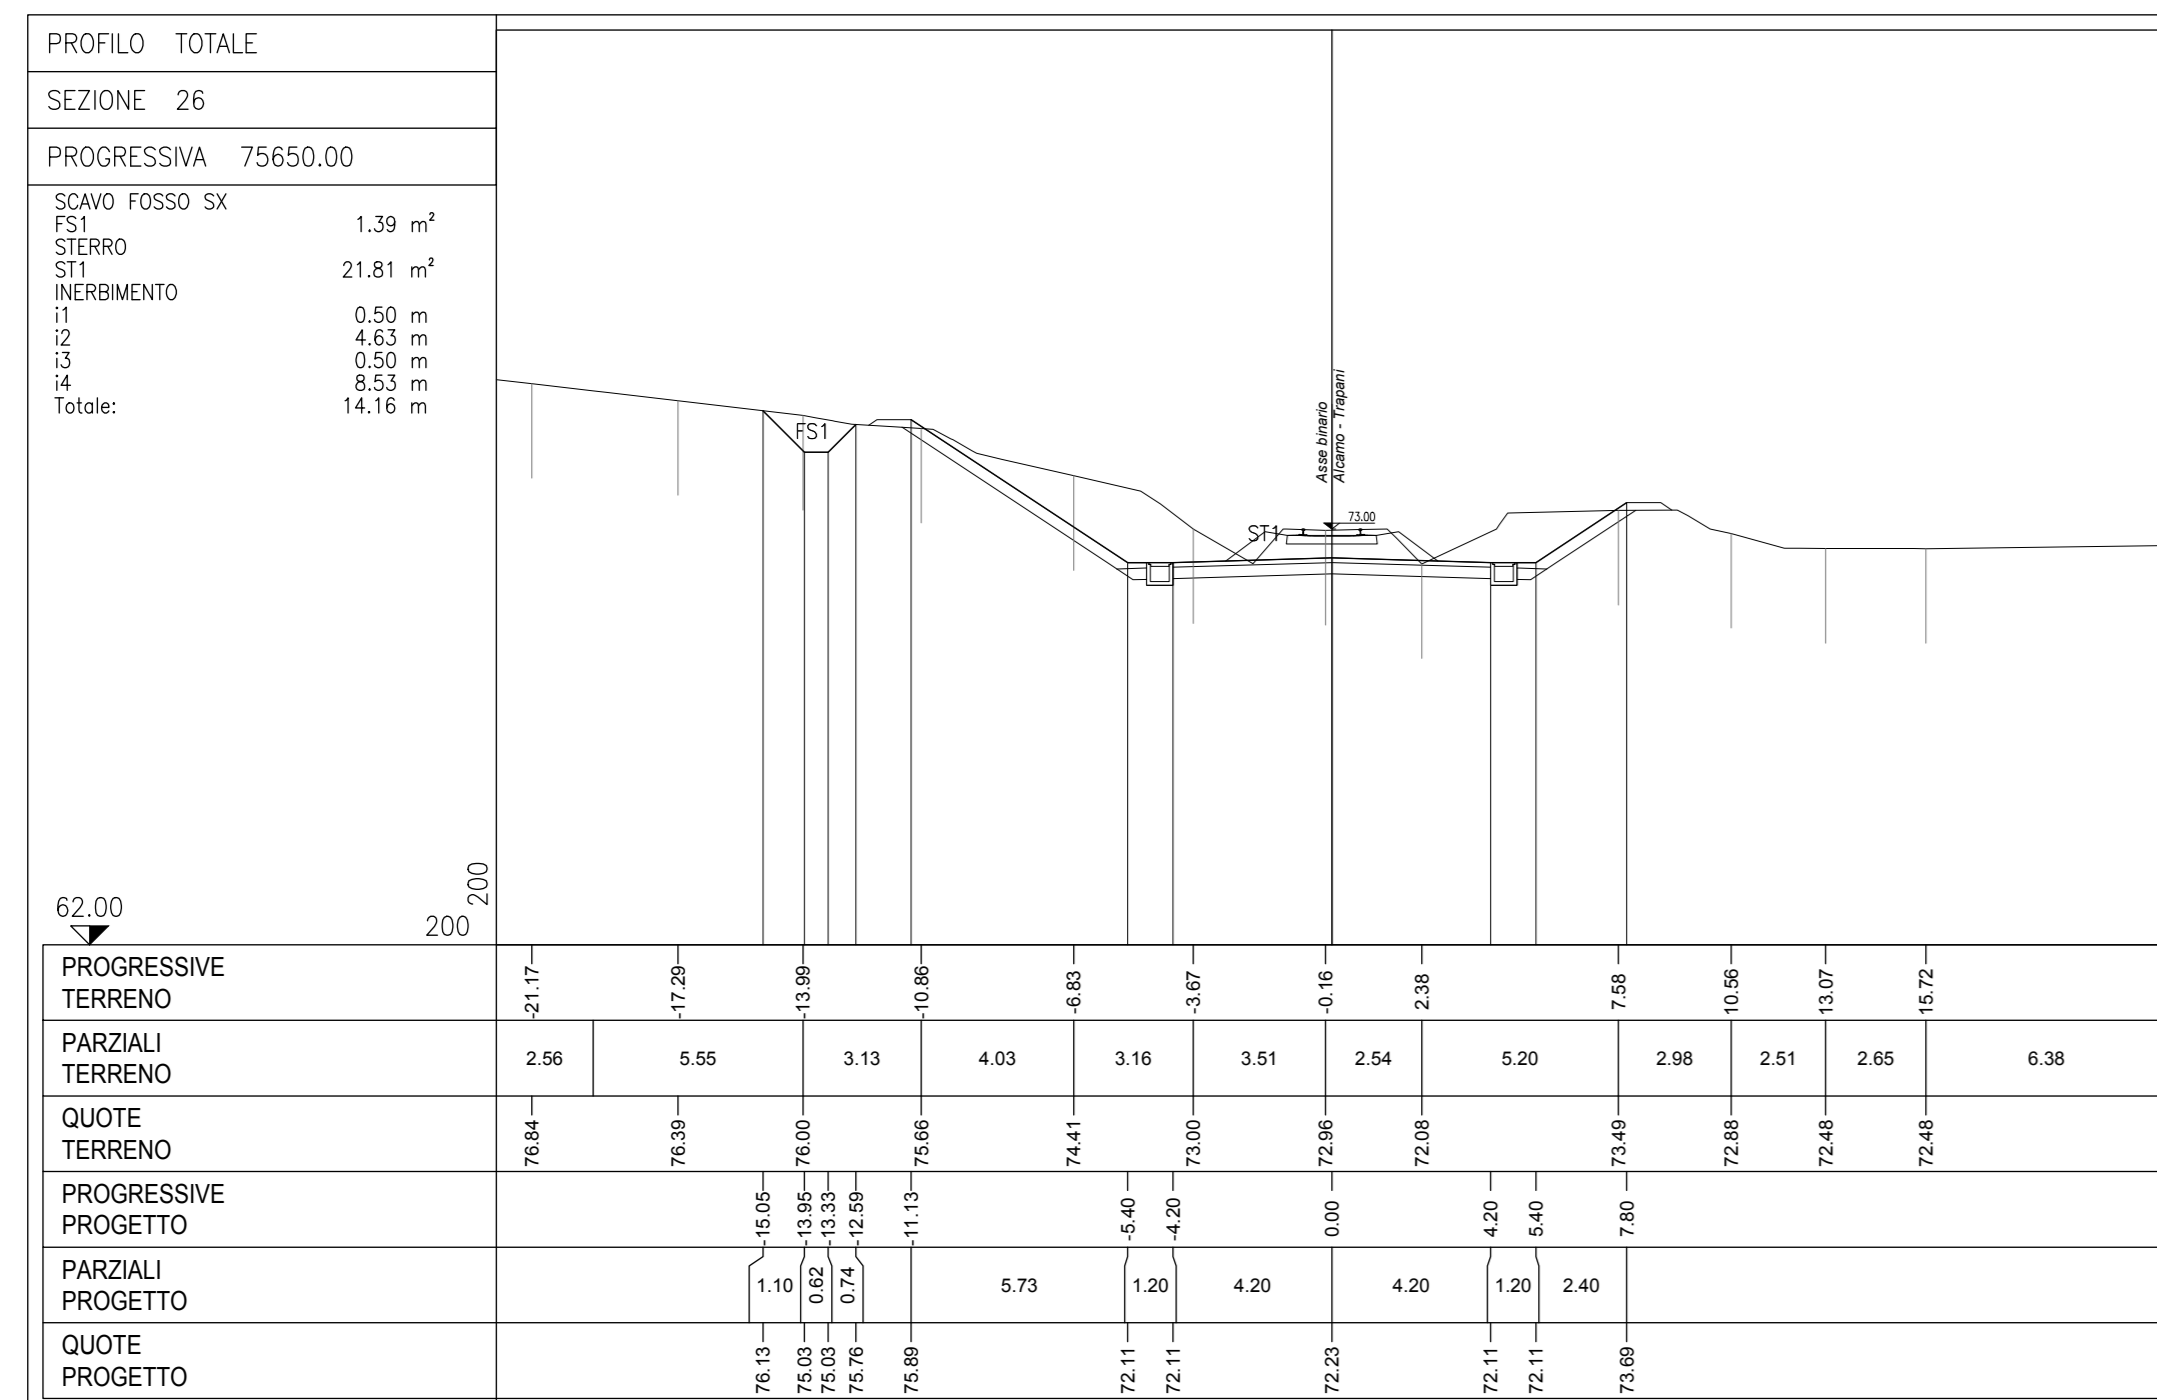 PROFILO TOTALE
SEZIONE 26
PROGRESSIVA 75650.00
SCAVO FOSSO SX
FS1 1.39 m²
STERRO
ST1 21.81 m²
INERBIMENTO
i1 0.50 m
i2 4.63 m
i3 0.50 m
i4 8.53 m
Totale: 14.16 m
FS1
Asse binario
Alcamo - Trapani
73.00
ST1
62.00
200
200
PROGRESSIVE
TERRENO
-21.17 -17.29 -13.99 -10.86 -6.83 -3.67 -0.16 2.38 7.58 10.56 13.07 15.72
PARZIALI
TERRENO
2.56 5.55 3.13 4.03 3.16 3.51 2.54 5.20 2.98 2.51 2.65 6.38
QUOTE
TERRENO
76.84 76.39 76.00 75.66 74.41 73.00 72.96 72.08 73.49 72.88 72.48 72.48
PROGRESSIVE
PROGETTO
-15.05 -13.95 -13.33 -12.59 -11.13 -5.40 -4.20 0.00 4.20 5.40 7.80
PARZIALI
PROGETTO
1.10 0.62 0.74 5.73 1.20 4.20 4.20 1.20 2.40
QUOTE
PROGETTO
76.13 75.03 75.03 75.76 75.89 72.11 72.11 72.23 72.11 72.11 73.69